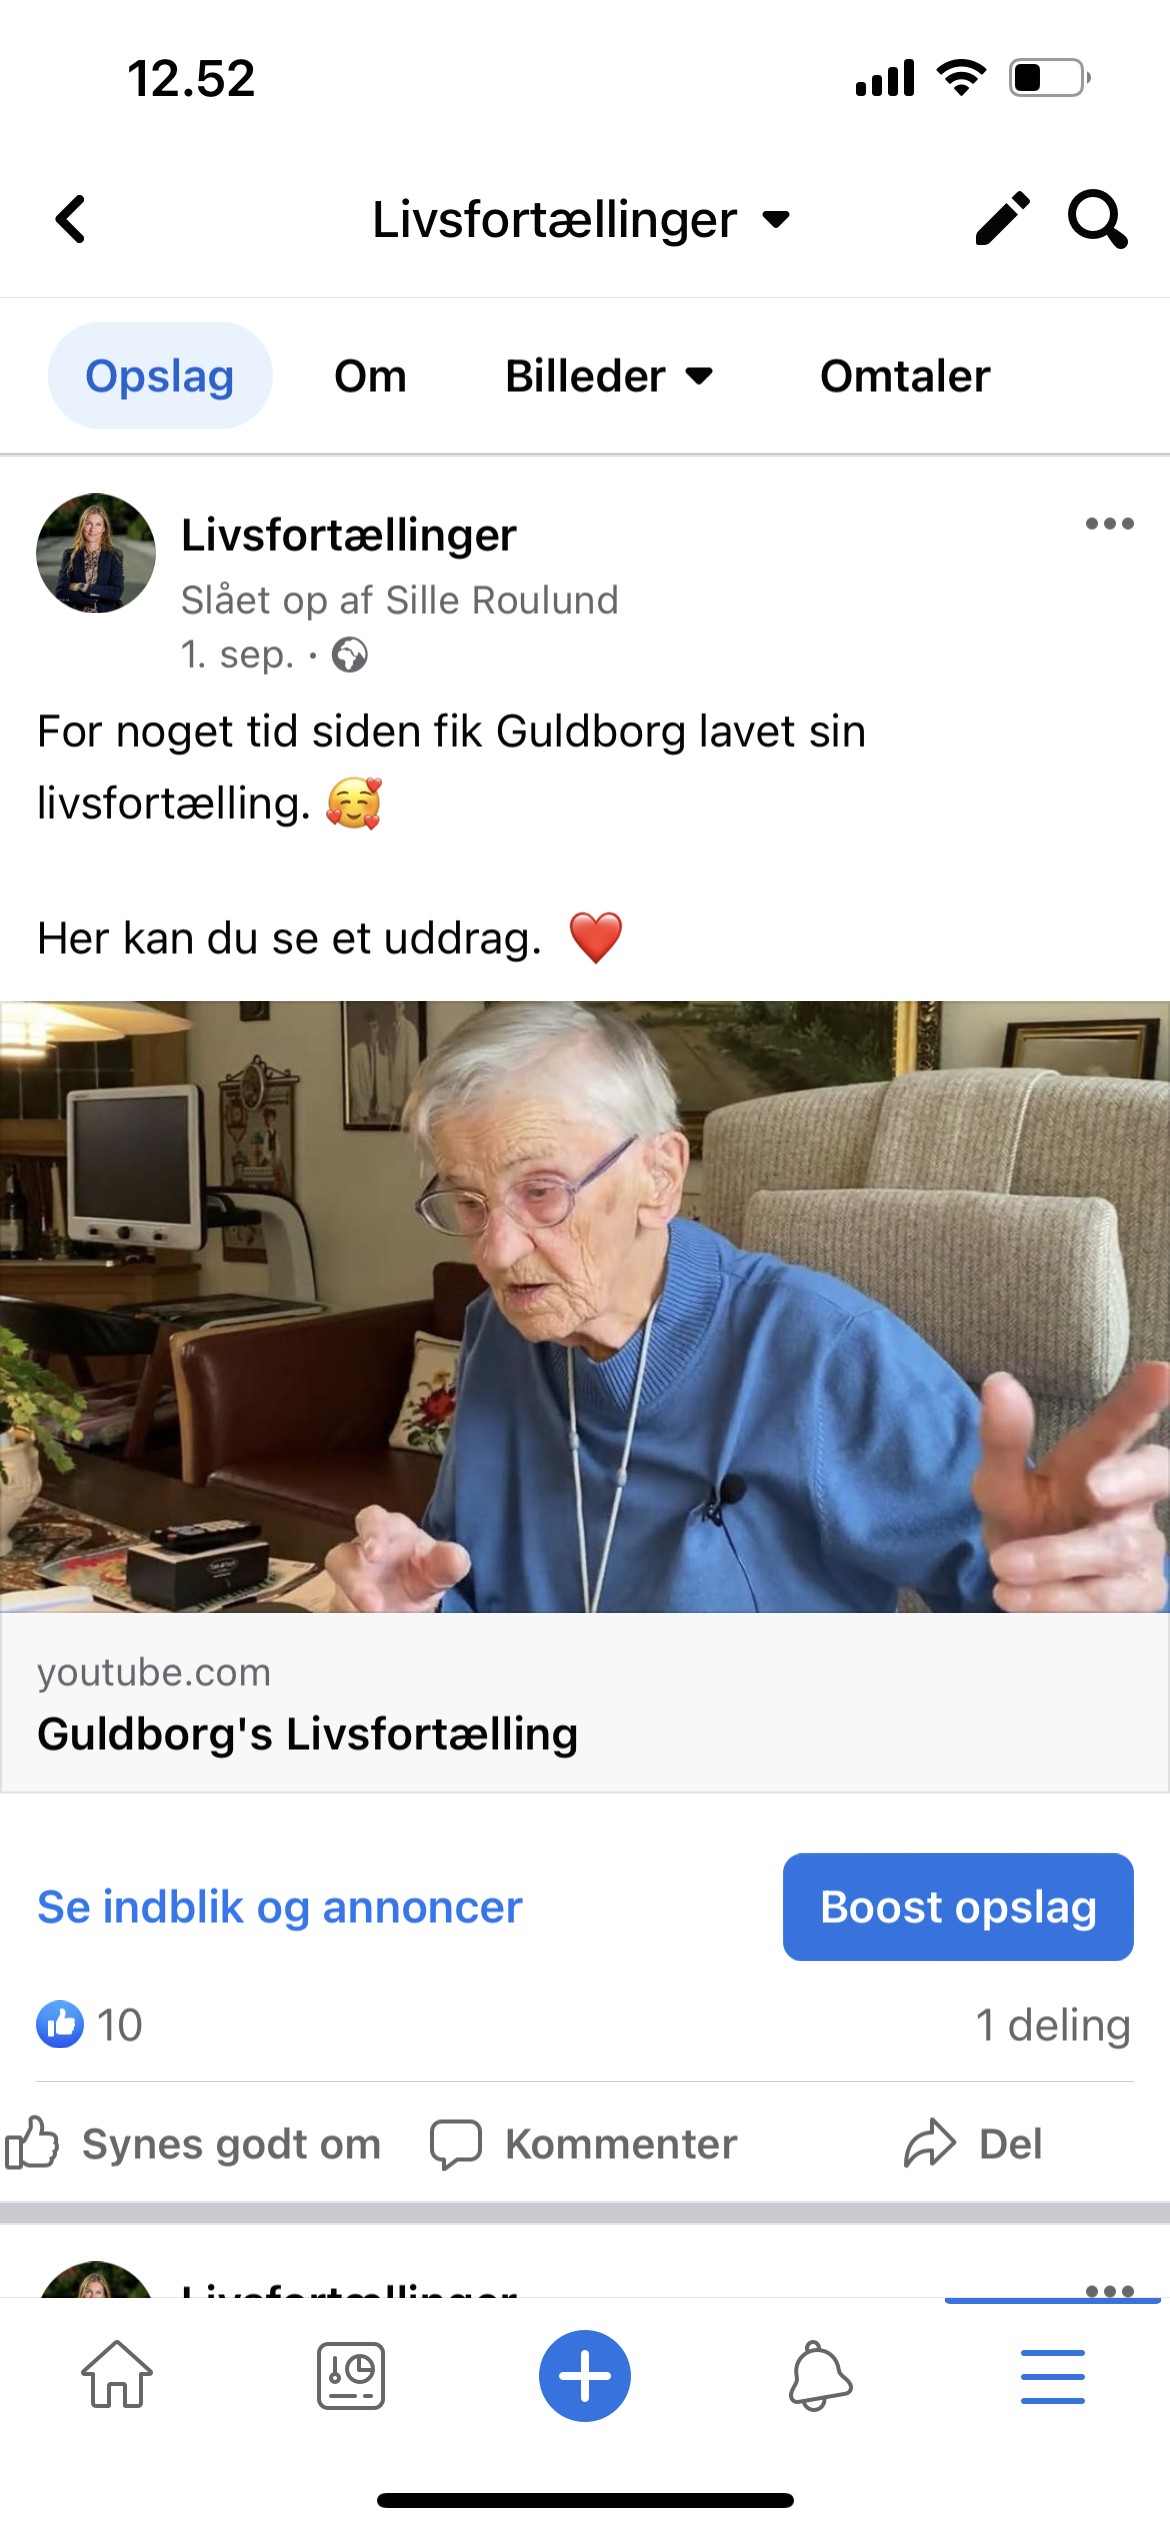 12.52
Livsfortællinger
Opslag Om Billeder Omtaler
Livsfortællinger
Slået op af Sille Roulund
1. sep. ·
For noget tid siden fik Guldborg lavet sin
livsfortælling. 🥰
Her kan du se et uddrag. ❤️
youtube.com
Guldborg's Livsfortælling
Se indblik og annoncer Boost opslag
10 1 deling
Synes godt om Kommenter Del
Livsfortællinger